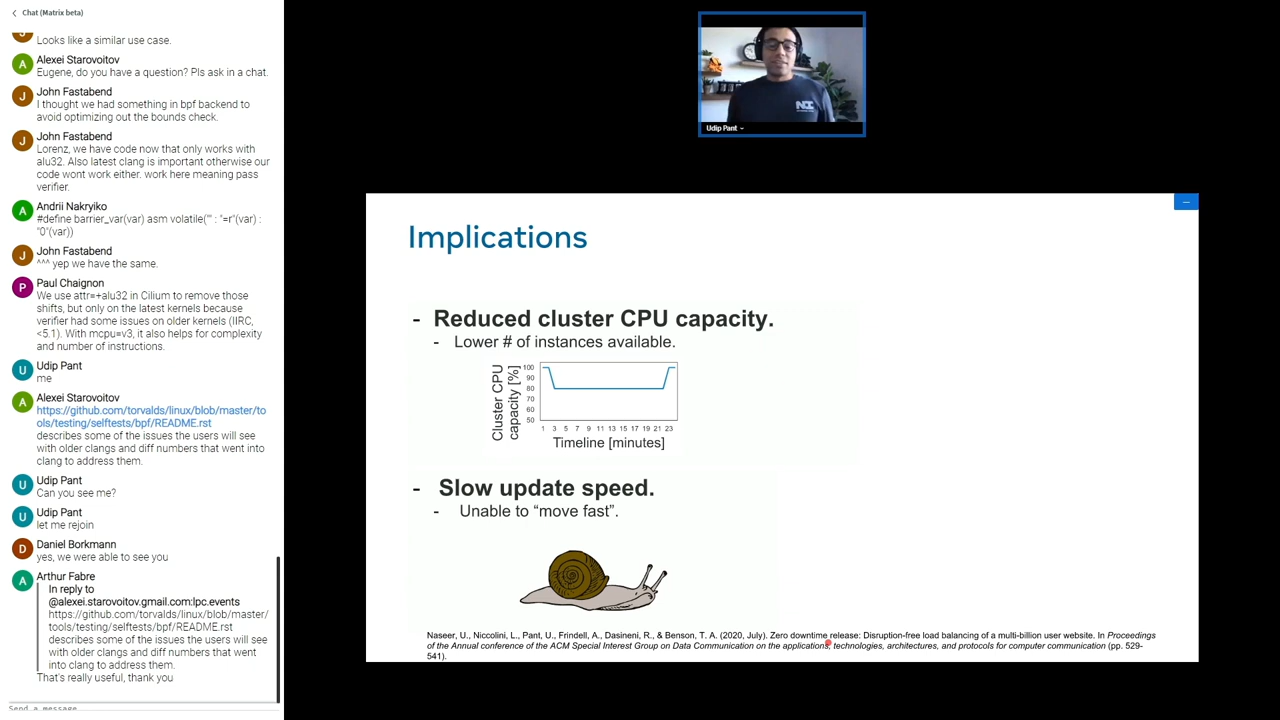 Chat (Matrix beta)
Looks like a similar use case.
Alexei Starovoitov
Eugene, do you have a question? Pls ask in a chat.
John Fastabend
I thought we had something in bpf backend to
avoid optimizing out the bounds check.
John Fastabend
Lorenz, we have code now that only works with
alu32. Also latest clang is important otherwise our
code wont work either. work here meaning pass
verifier.
Andrii Nakryiko
#define barrier_var(var) asm volatile("" : "=r"(var) :
"0"(var))
John Fastabend
^^^ yep we have the same.
Paul Chaignon
We use attr=+alu32 in Cilium to remove those
shifts, but only on the latest kernels because
verifier had some issues on older kernels (IIRC,
<5.1). With mcpu=v3, it also helps for complexity
and number of instructions.
Udip Pant
me
Alexei Starovoitov
https://github.com/torvalds/linux/blob/master/to
ols/testing/selftests/bpf/README.rst
describes some of the issues the users will see
with older clangs and diff numbers that went into
clang to address them.
Udip Pant
Can you see me?
Udip Pant
let me rejoin
Daniel Borkmann
yes, we were able to see you
Arthur Fabre
In reply to
@alexei.starovoitov.gmail.com:lpc.events
https://github.com/torvalds/linux/blob/master/
tools/testing/selftests/bpf/README.rst
describes some of the issues the users will see
with older clangs and diff numbers that went
into clang to address them.
That's really useful, thank you
Send a message
Udip Pant
Implications
- Reduced cluster CPU capacity.
- Lower # of instances available.
Cluster CPU
capacity [%]
100
90
80
70
60
50
1 3 5 7 9 11 13 15 17 19 21 23
Timeline [minutes]
- Slow update speed.
- Unable to “move fast”.
Naseer, U., Niccolini, L., Pant, U., Frindell, A., Dasineni, R., & Benson, T. A. (2020, July). Zero downtime release: Disruption-free load balancing of a multi-billion user website. In Proceedings
of the Annual conference of the ACM Special Interest Group on Data Communication on the applications, technologies, architectures, and protocols for computer communication (pp. 529-
541).